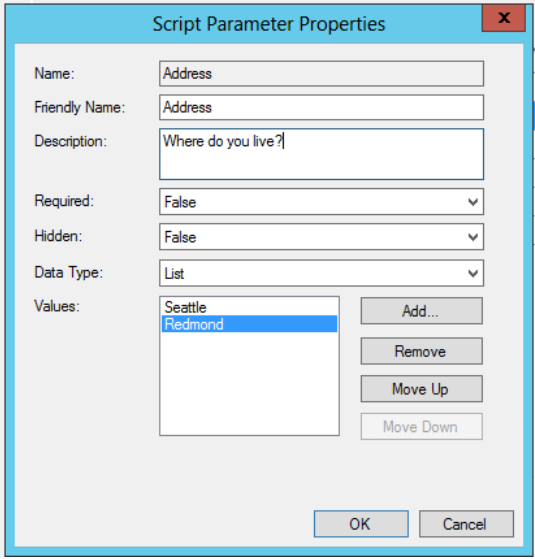 Script Parameter Properties
x
Name: Address
Friendly Name: Address
Description: Where do you live?
Required: False
Hidden: False
Data Type: List
Values: Seattle
Redmond
Add...
Remove
Move Up
Move Down
OK Cancel